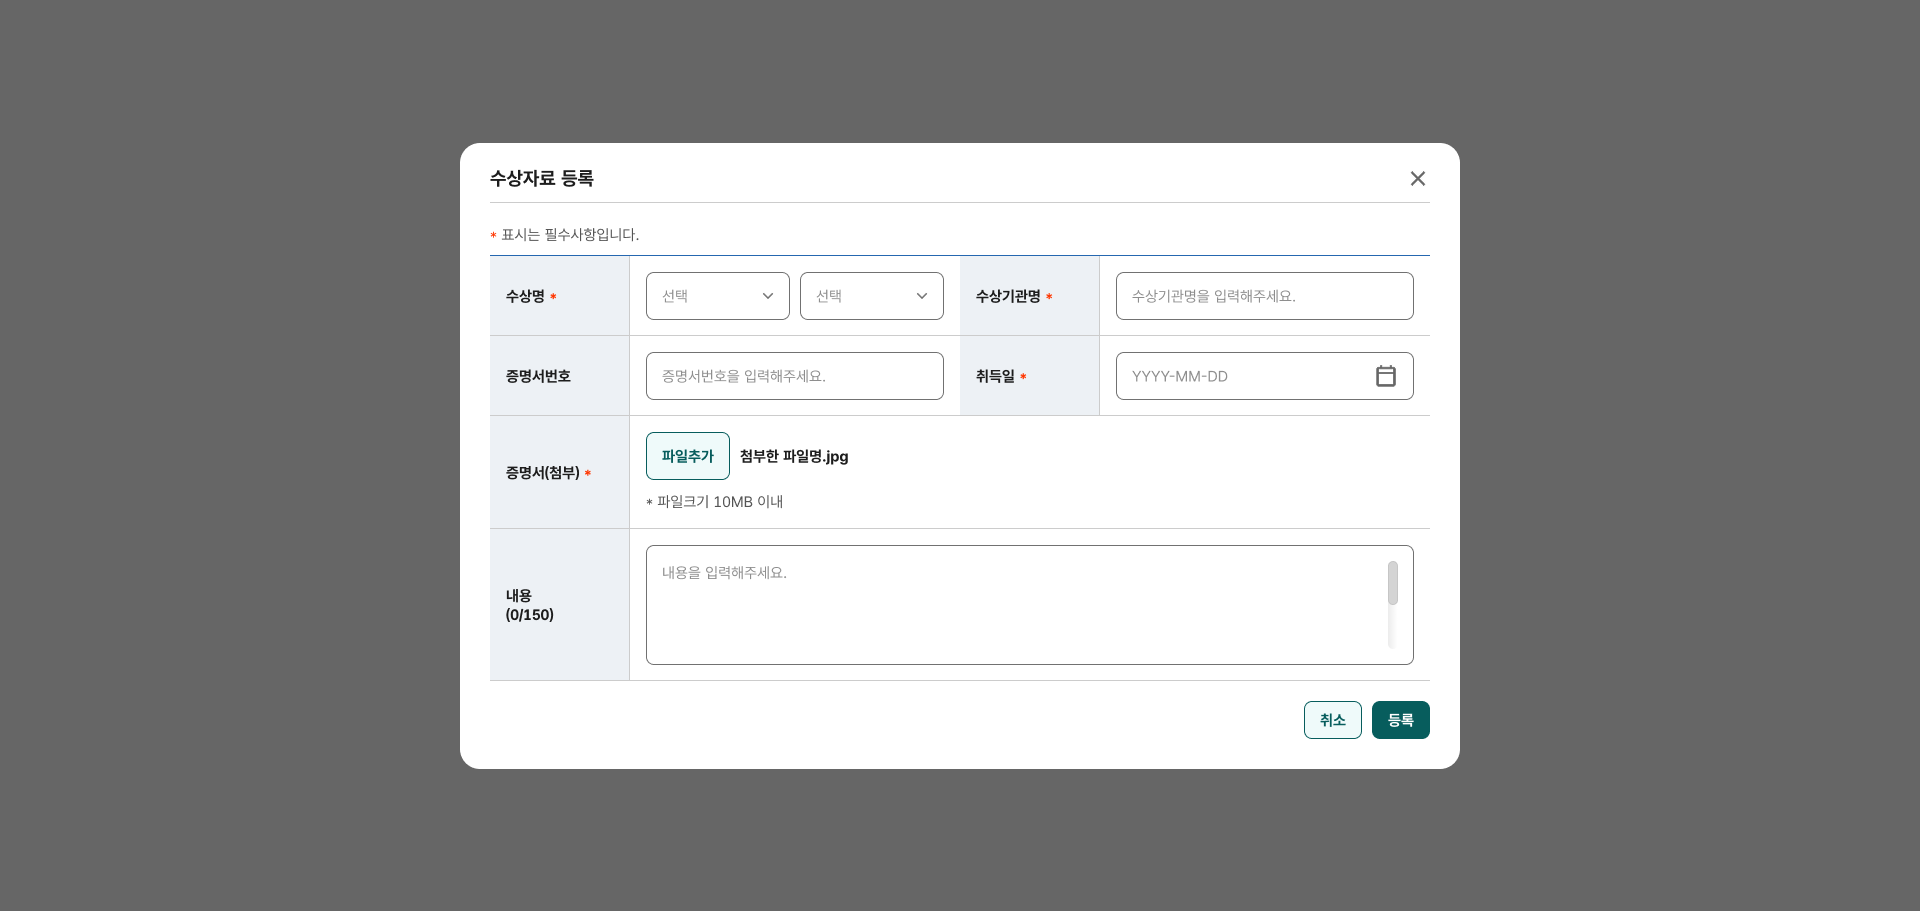 수상자료 등록
* 표시는 필수사항입니다.
수상명 * 선택 선택 수상기관명 * 수상기관명을 입력해주세요.
증명서번호 증명서번호을 입력해주세요. 취득일 * YYYY-MM-DD
증명서(첨부) * 파일추가 첨부한 파일명.jpg
* 파일크기 10MB 이내
내용
(0/150)
내용을 입력해주세요.
취소 등록